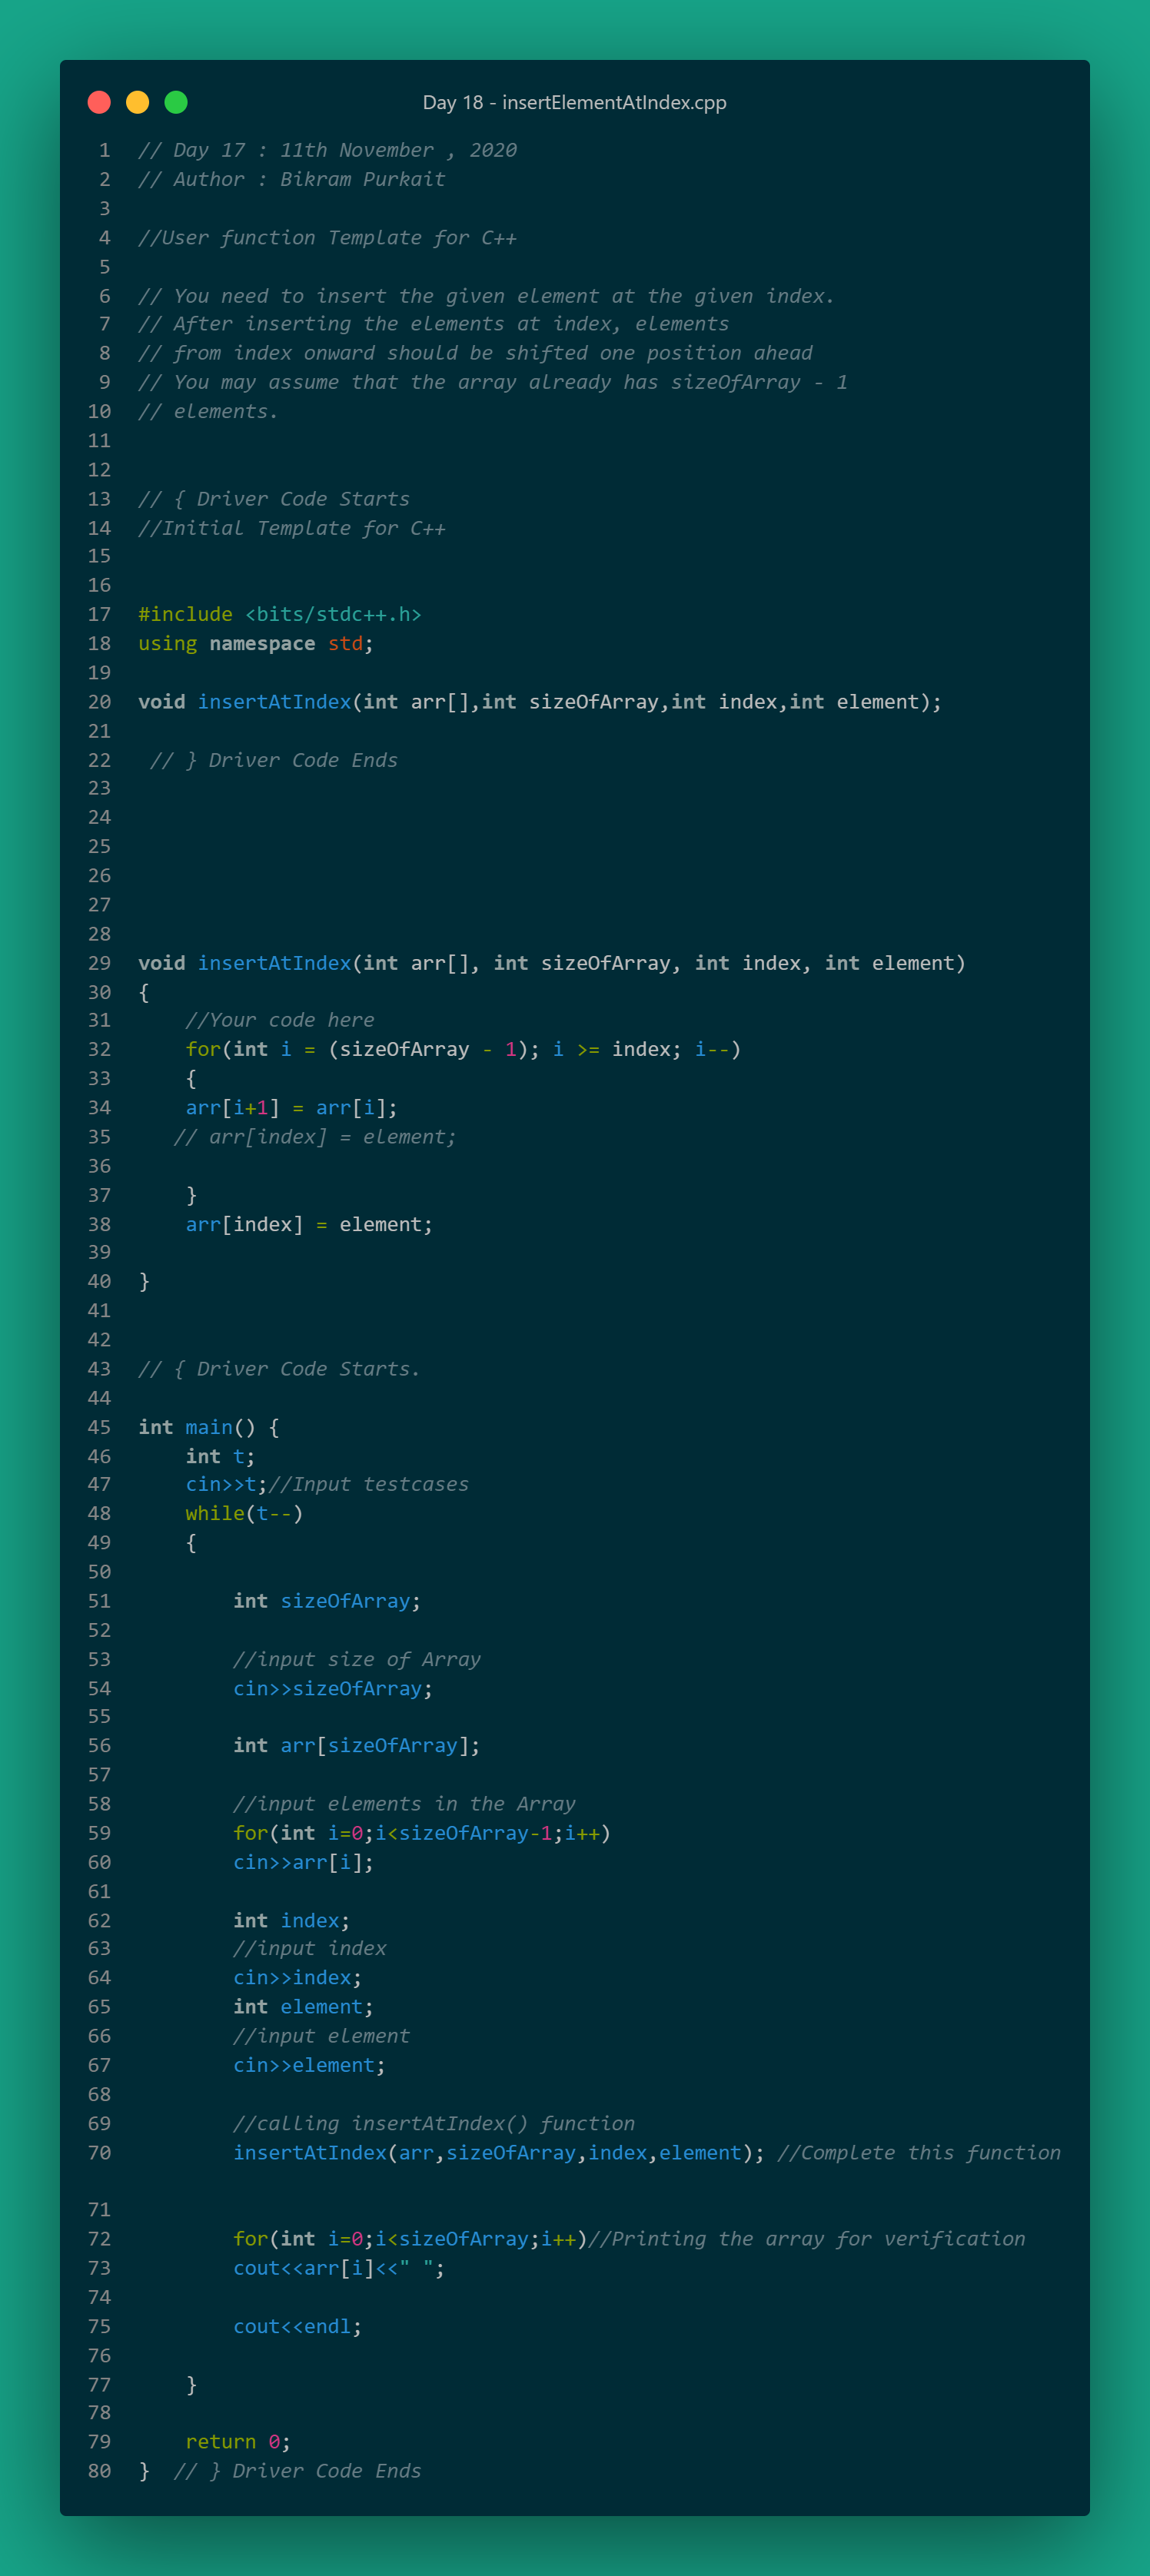 Day 18 - insertElementAtIndex.cpp
1 // Day 17 : 11th November , 2020
2 // Author : Bikram Purkait
3
4 //User function Template for C++
5
6 // You need to insert the given element at the given index.
7 // After inserting the elements at index, elements
8 // from index onward should be shifted one position ahead
9 // You may assume that the array already has sizeOfArray - 1
10 // elements.
11
12
13 // { Driver Code Starts
14 //Initial Template for C++
15
16
17 #include <bits/stdc++.h>
18 using namespace std;
19
20 void insertAtIndex(int arr[],int sizeOfArray,int index,int element);
21
22  // } Driver Code Ends
23
24
25
26
27
28
29 void insertAtIndex(int arr[], int sizeOfArray, int index, int element)
30 {
31     //Your code here
32     for(int i = (sizeOfArray - 1); i >= index; i--)
33     {
34     arr[i+1] = arr[i];
35    // arr[index] = element;
36
37     }
38     arr[index] = element;
39
40 }
41
42
43 // { Driver Code Starts.
44
45 int main() {
46     int t;
47     cin>>t;//Input testcases
48     while(t--)
49     {
50
51         int sizeOfArray;
52
53         //input size of Array
54         cin>>sizeOfArray;
55
56         int arr[sizeOfArray];
57
58         //input elements in the Array
59         for(int i=0;i<sizeOfArray-1;i++)
60         cin>>arr[i];
61
62         int index;
63         //input index
64         cin>>index;
65         int element;
66         //input element
67         cin>>element;
68
69         //calling insertAtIndex() function
70         insertAtIndex(arr,sizeOfArray,index,element); //Complete this function
71
72         for(int i=0;i<sizeOfArray;i++)//Printing the array for verification
73         cout<<arr[i]<<" ";
74
75         cout<<endl;
76
77     }
78
79     return 0;
80 }  // } Driver Code Ends